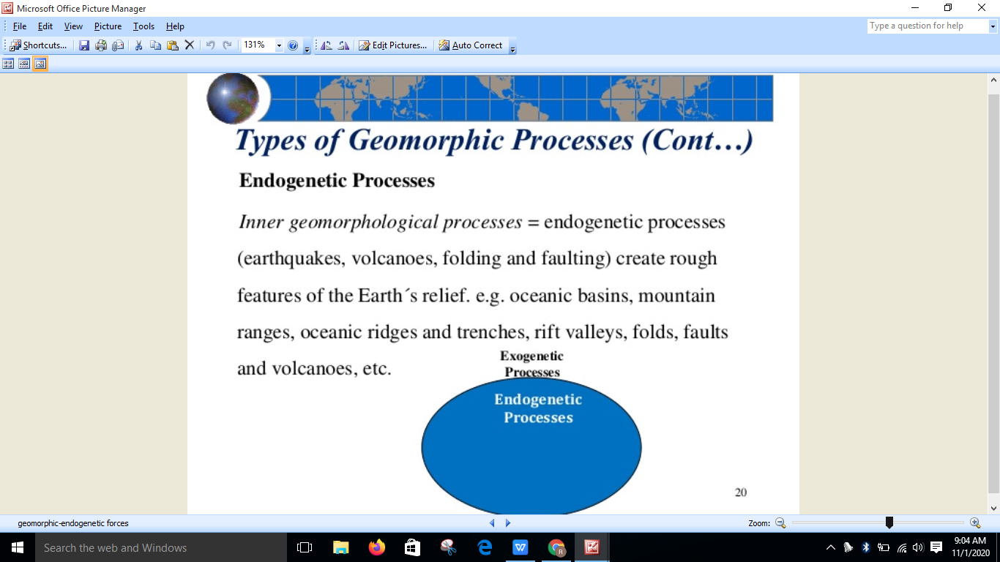 Microsoft Office Picture Manager
File Edit View Picture Tools Help
Type a question for help
Shortcuts... 131% Edit Pictures... Auto Correct
Types of Geomorphic Processes (Cont…)
Endogenetic Processes
Inner geomorphological processes = endogenetic processes
(earthquakes, volcanoes, folding and faulting) create rough
features of the Earth´s relief. e.g. oceanic basins, mountain
ranges, oceanic ridges and trenches, rift valleys, folds, faults
and volcanoes, etc.
Exogenetic
Processes
Endogenetic
Processes
20
geomorphic-endogenetic forces
Zoom:
Search the web and Windows
9:04 AM
11/1/2020